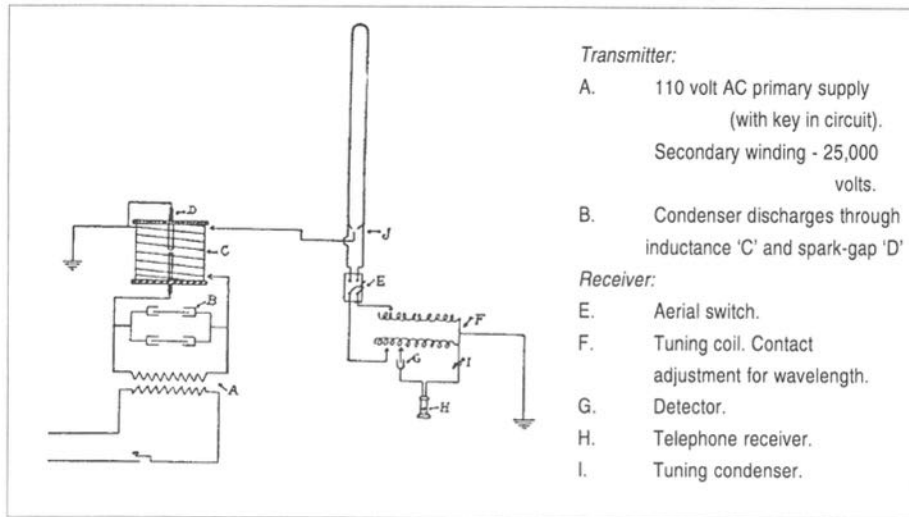 Transmitter:
A. 110 volt AC primary supply
(with key in circuit).
Secondary winding - 25,000
volts.
B. Condenser discharges through
inductance ‘C’ and spark-gap ‘D’
Receiver:
E. Aerial switch.
F. Tuning coil. Contact
adjustment for wavelength.
G. Detector.
H. Telephone receiver.
I. Tuning condenser.
D
J
C
E
B
F
G
I
A
H